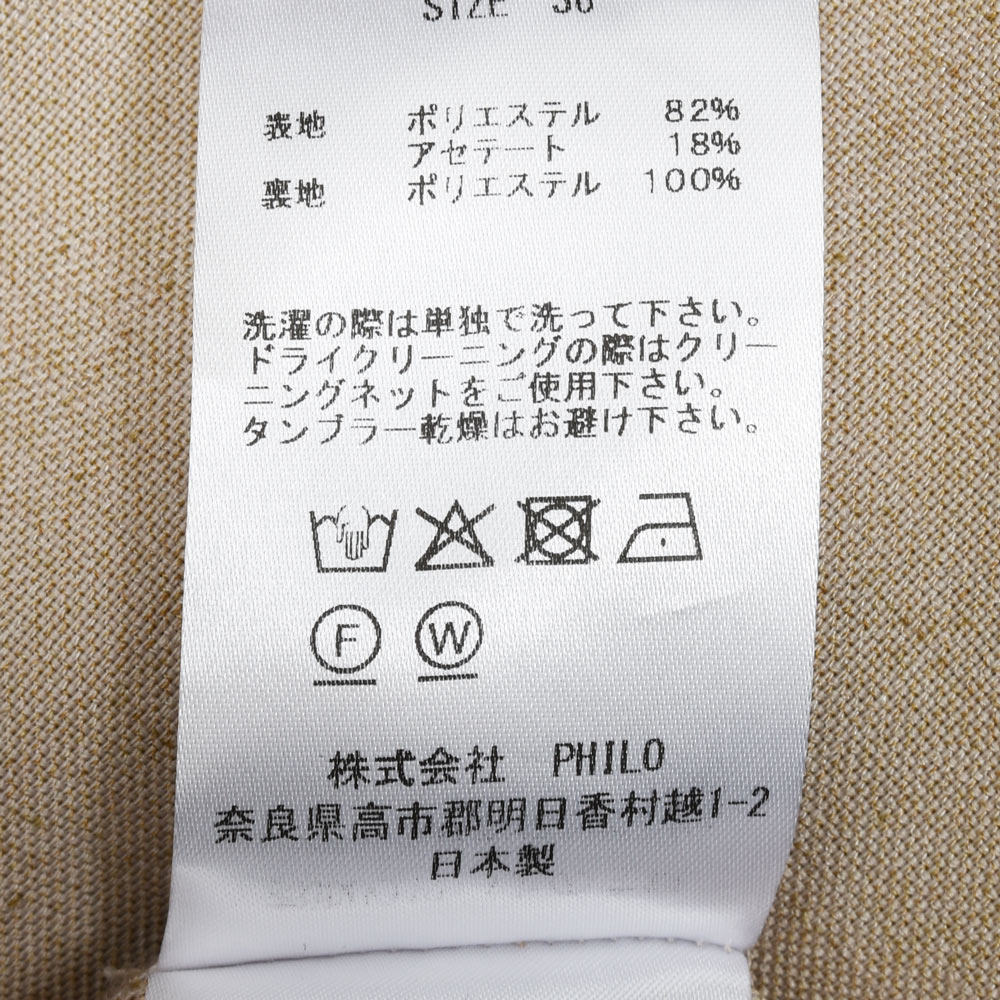 SIZE 36
表地 ポリエステル 82%
アセテート 18%
裏地 ポリエステル 100%
洗濯の際は単独で洗って下さい。
ドライクリーニングの際はクリー
ニングネットをご使用下さい。
タンブラー乾燥はお避け下さい。
F W
株式会社 PHILO
奈良県高市郡明日香村越1-2
日本製